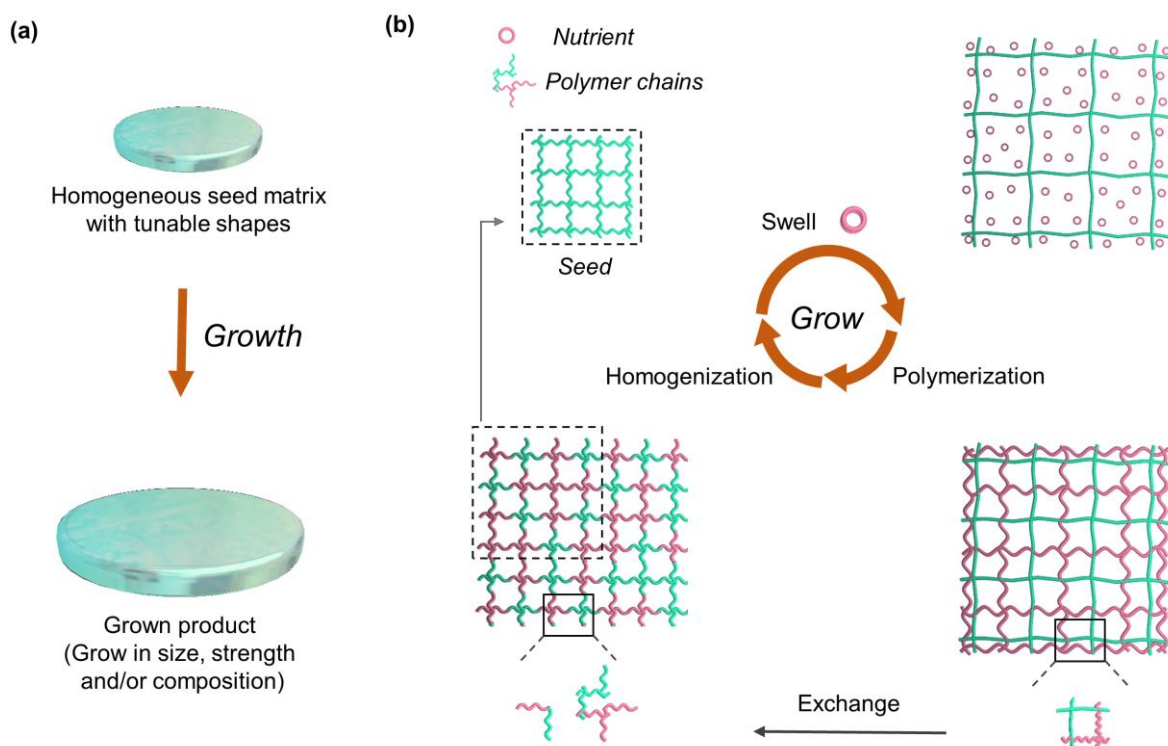 (a)
Homogeneous seed matrix
with tunable shapes
Growth
Grown product
(Grow in size, strength
and/or composition)
(b)
Nutrient
Polymer chains
Seed
Swell
Grow
Homogenization
Polymerization
Exchange